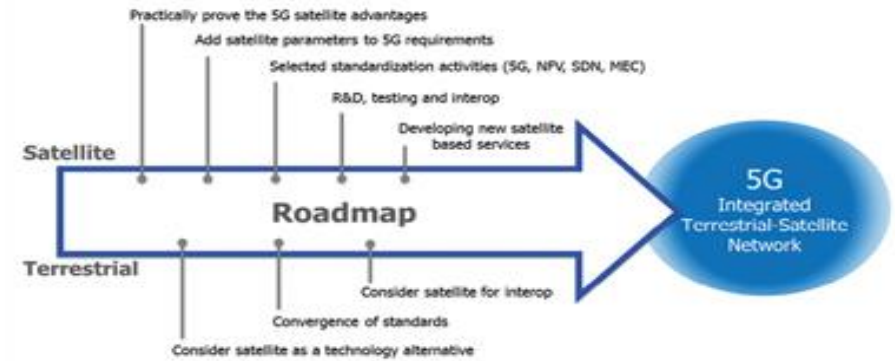 Practically prove the 5G satellite advantages
Add satellite parameters to 5G requirements
Selected standardization activities (5G, NFV, SDN, MEC)
R&D, testing and interop
Developing new satellite
based services
Satellite
Roadmap
Terrestrial
5G
Integrated
Terrestrial-Satellite
Network
Consider satellite for interop
Convergence of standards
Consider satellite as a technology alternative